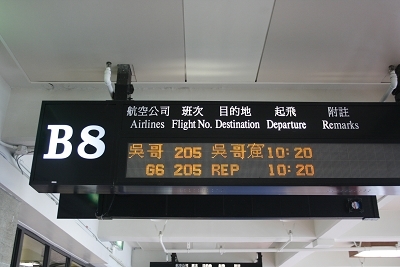 B8
航空公司 班次 目的地 起飛 附註
Airlines Flight No. Destination Departure Remarks
吳哥 205 吳哥窟 10:20
G6 205 REP 10:20